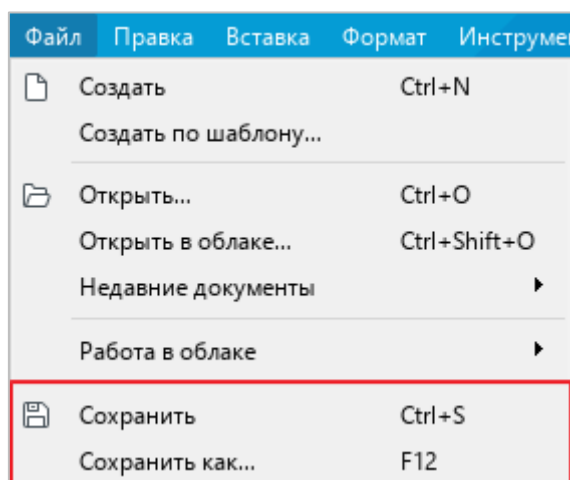 Файл Правка Вставка Формат
Создать Ctrl+N
Создать по шаблону...
Открыть... Ctrl+O
Открыть в облаке... Ctrl+Shift+O
Недавние документы
Работа в облаке
Сохранить Ctrl+S
Сохранить как... F12